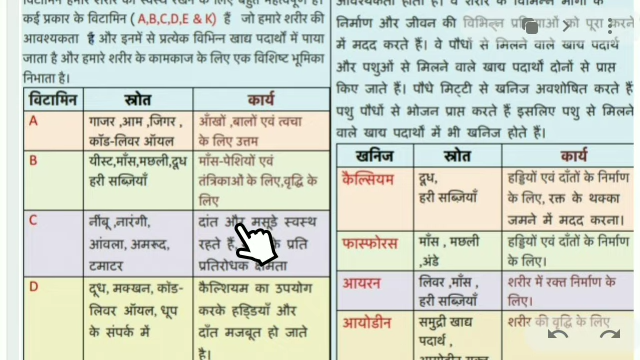 कई प्रकार के विटामिन ( A,B,C,D,E & K) हैं जो हमारे शरीर की
आवश्यकता है और इनमें से प्रत्येक विभिन्न खाद्य पदार्थों में पाया
जाता है और हमारे शरीर के कामकाज के लिए एक विशिष्ट भूमिका
निभाता है।
विटामिन स्रोत कार्य
A गाजर ,आम ,जिगर , आँखों ,बालों एवं त्वचा
कॉड-लिवर ऑयल के लिए उत्तम
B यीस्ट,माँस,मछली,दूध माँस-पेशियों एवं
हरी सब्ज़ियाँ तंत्रिकाओं के लिए,वृद्धि के
लिए
C नींबू ,नारंगी, दांत और मसूड़े स्वस्थ
आंवला, अमरूद, रहते हैं, के प्रति
टमाटर प्रतिरोधक क्षमता
D दूध, मक्खन, कॉड- कैल्शियम का उपयोग
लिवर ऑयल, धूप करके हड्डियाँ और
के संपर्क में दाँत मजबूत हो जाते
है।
निर्माण और जीवन की विभिन्न को पूरा करने
में मदद करते हैं। ये पौधों से मिलने वाले खाद्य पदार्थ
और पशुओं से मिलने वाले खाद्य पदार्थों दोनों से प्राप्त
किए जाते हैं। पौधे मिट्टी से खनिज अवशोषित करते हैं
पशु पौधों से भोजन प्राप्त करते हैं इसलिए पशु से मिलने
वाले खाद्य पदार्थों में भी खनिज होते हैं।
खनिज स्रोत कार्य
कैल्सियम दूध, हड्डियों एवं दाँतों के निर्माण
हरी सब्ज़ियाँ के लिए, रक्त के थक्का
जमने में मदद करना।
फास्फोरस माँस , मछली हड्डियों एवं दाँतों के निर्माण
,अंडे के लिए।
आयरन लिवर ,माँस , शरीर में रक्त निर्माण के
हरी सब्ज़ियाँ लिए।
आयोडीन समुद्री खाद्य शरीर की वृद्धि के लिए
पदार्थ ,